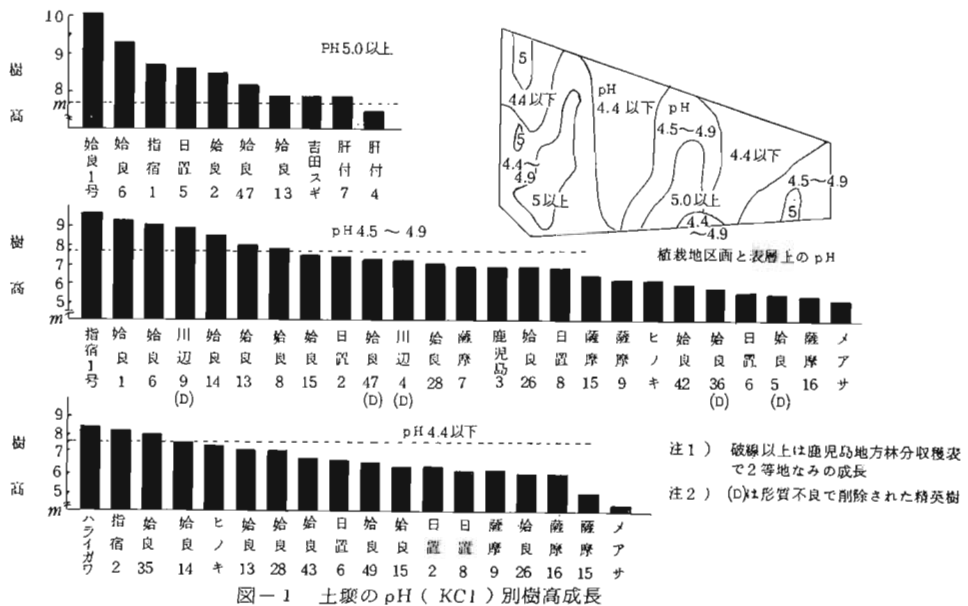 樹高
10
9
8
m
PH5.0以上
姶良1号
姶良6
指宿1
日置5
姶良2
姶良47
姶良13
吉田スギ
肝付7
肝付4
5
4.4以下
5
4.4～4.9
5以上
pH
4.4以下
pH
4.5～4.9
5.0以上
4.4～4.9
4.4以下
4.5～4.9
5
植栽地区画と表層土のpH
樹高
9
8
7
6
5
m
pH4.5～4.9
指宿1号
姶良1
姶良6
川辺9(D)
姶良14
姶良13
姶良8
姶良15
日置2
姶良47(D)
川辺4(D)
姶良28
薩摩7
鹿児島3
姶良26
日置8
薩摩15
薩摩9
ヒノキ
姶良42
姶良36(D)
日置6
姶良5(D)
薩摩16
メアサ
樹高
9
8
7
6
5
m
pH4.4以下
ハライガワ
指宿2
姶良35
姶良14
ヒノキ
姶良13
姶良28
姶良43
日置6
姶良49
姶良15
日置2
日置8
薩摩9
姶良26
薩摩16
薩摩15
メアサ
注1） 破線以上は鹿児島地方林分収穫表
で2等地なみの成長
注2） (D)は形質不良で削除された精英樹
図－1 土壌のpH（KCl）別樹高成長